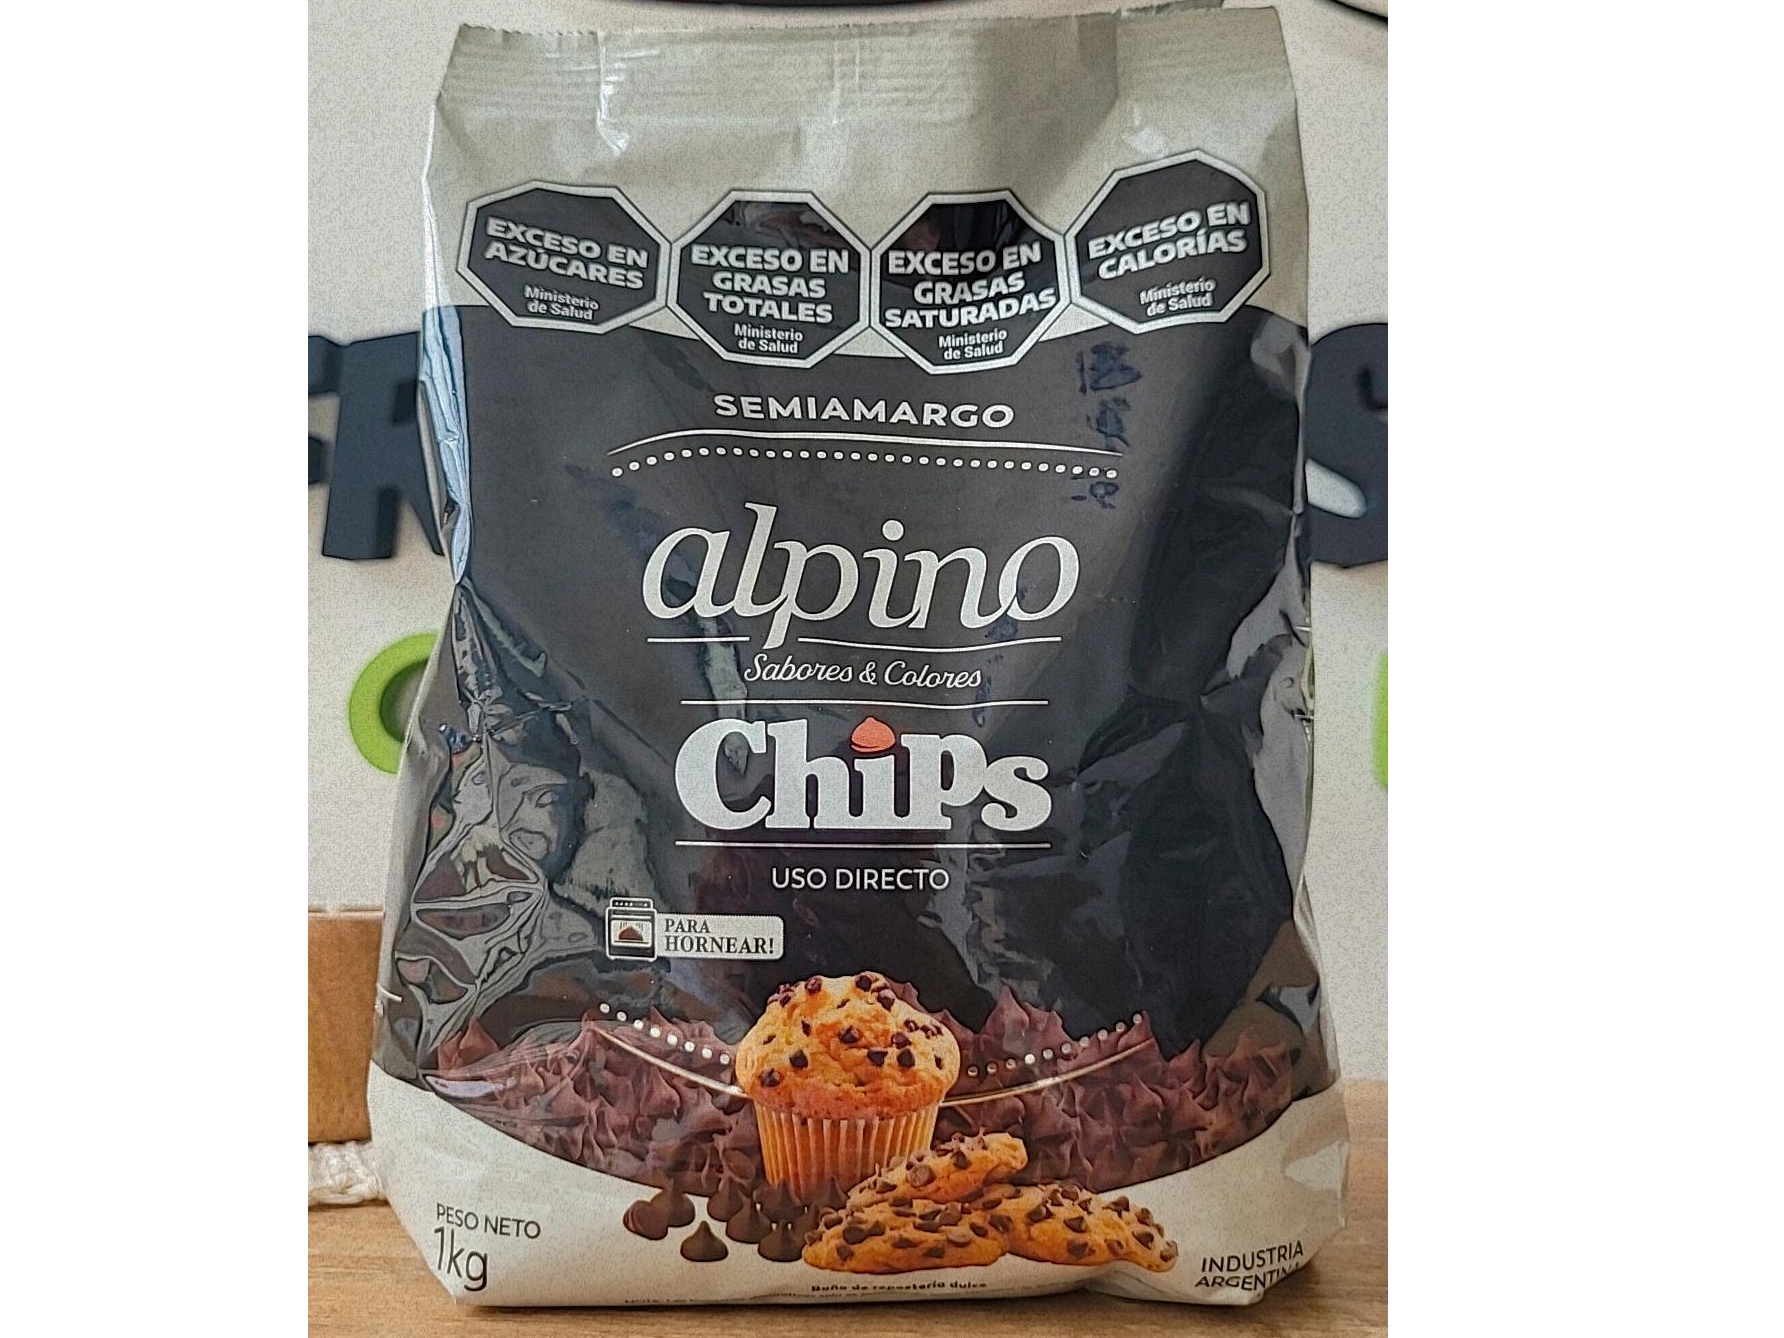 EXCESO EN
AZÚCARES
Ministerio
de Salud
EXCESO EN
GRASAS
TOTALES
Ministerio
de Salud
EXCESO EN
GRASAS
SATURADAS
Ministerio
de Salud
EXCESO EN
CALORÍAS
Ministerio
de Salud
SEMIAMARGO
alpino
Sabores & Colores
Chips
USO DIRECTO
PARA
HORNEAR!
PESO NETO
1kg
INDUSTRIA
ARGENTINA
Baño de repostería dulce